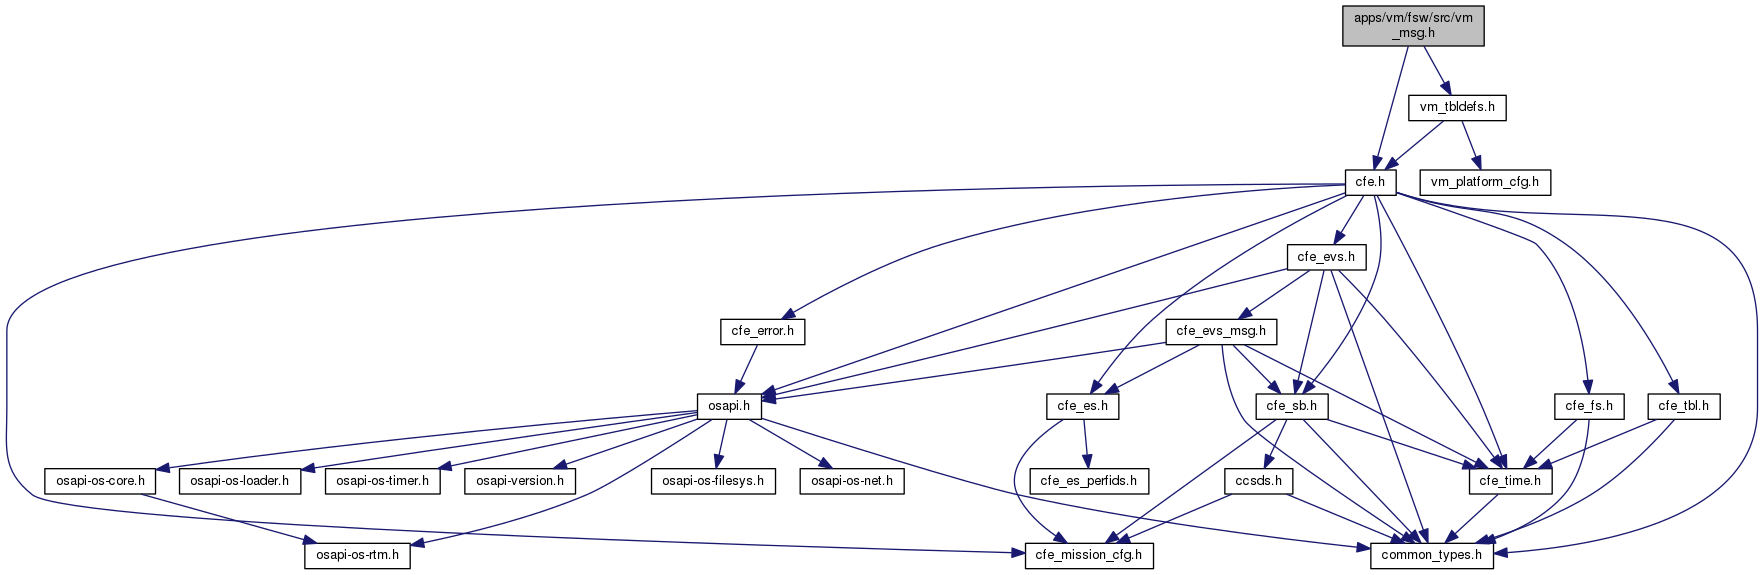 apps/vm/fsw/src/vm
_msg.h
vm_tbldefs.h
cfe.h
vm_platform_cfg.h
cfe_evs.h
cfe_error.h
cfe_evs_msg.h
osapi.h
cfe_es.h
cfe_sb.h
cfe_fs.h
cfe_tbl.h
osapi-os-core.h
osapi-os-loader.h
osapi-os-timer.h
osapi-version.h
osapi-os-filesys.h
osapi-os-net.h
cfe_es_perfids.h
ccsds.h
cfe_time.h
osapi-os-rtm.h
cfe_mission_cfg.h
common_types.h